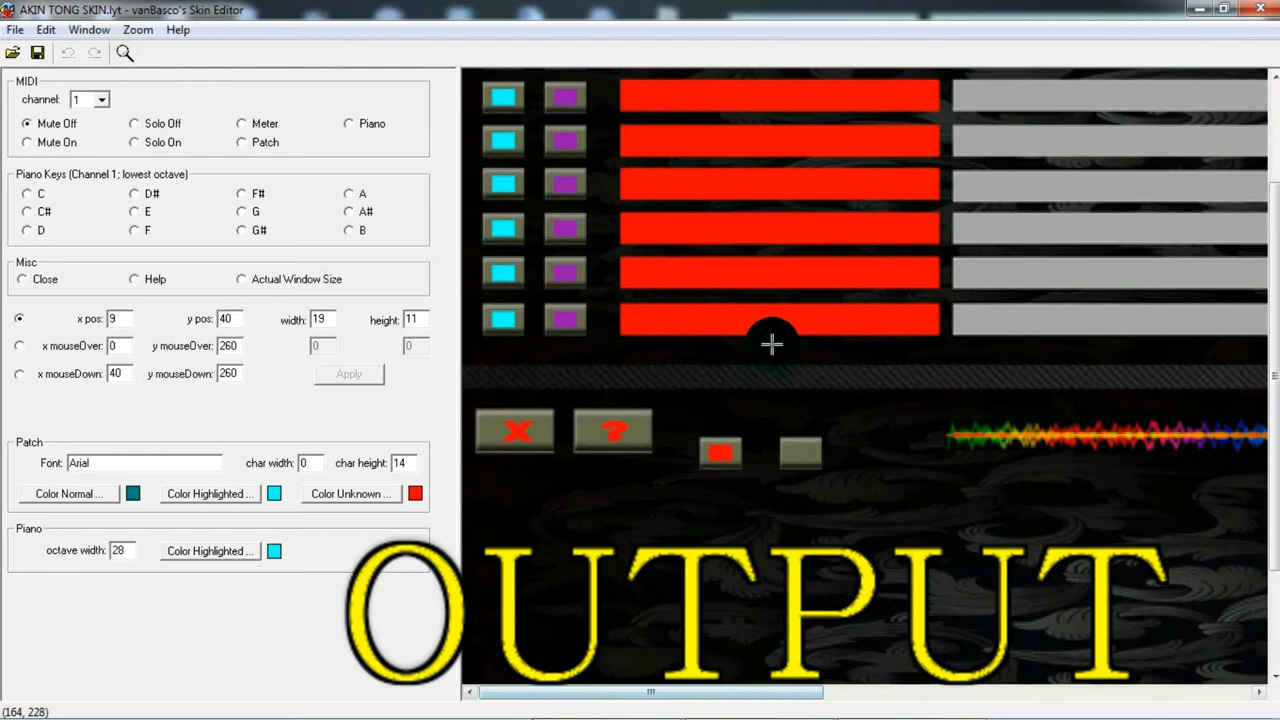 AKIN TONG SKIN.lyt - vanBasco's Skin Editor
File Edit Window Zoom Help
MIDI
channel: 1
Mute Off Solo Off Meter Piano
Mute On Solo On Patch
Piano Keys (Channel 1; lowest octave)
C D# F# A
C# E G A#
D F G# B
Misc
Close Help Actual Window Size
x pos: 9 y pos: 40 width: 19 height: 11
x mouseOver: 0 y mouseOver: 260 0 0
x mouseDown: 40 y mouseDown: 260 Apply
X ?
Patch
Font: Arial char width: 0 char height: 14
Color Normal ... Color Highlighted ... Color Unknown ...
Piano
octave width: 28 Color Highlighted ...
OUTPUT
(164, 228)